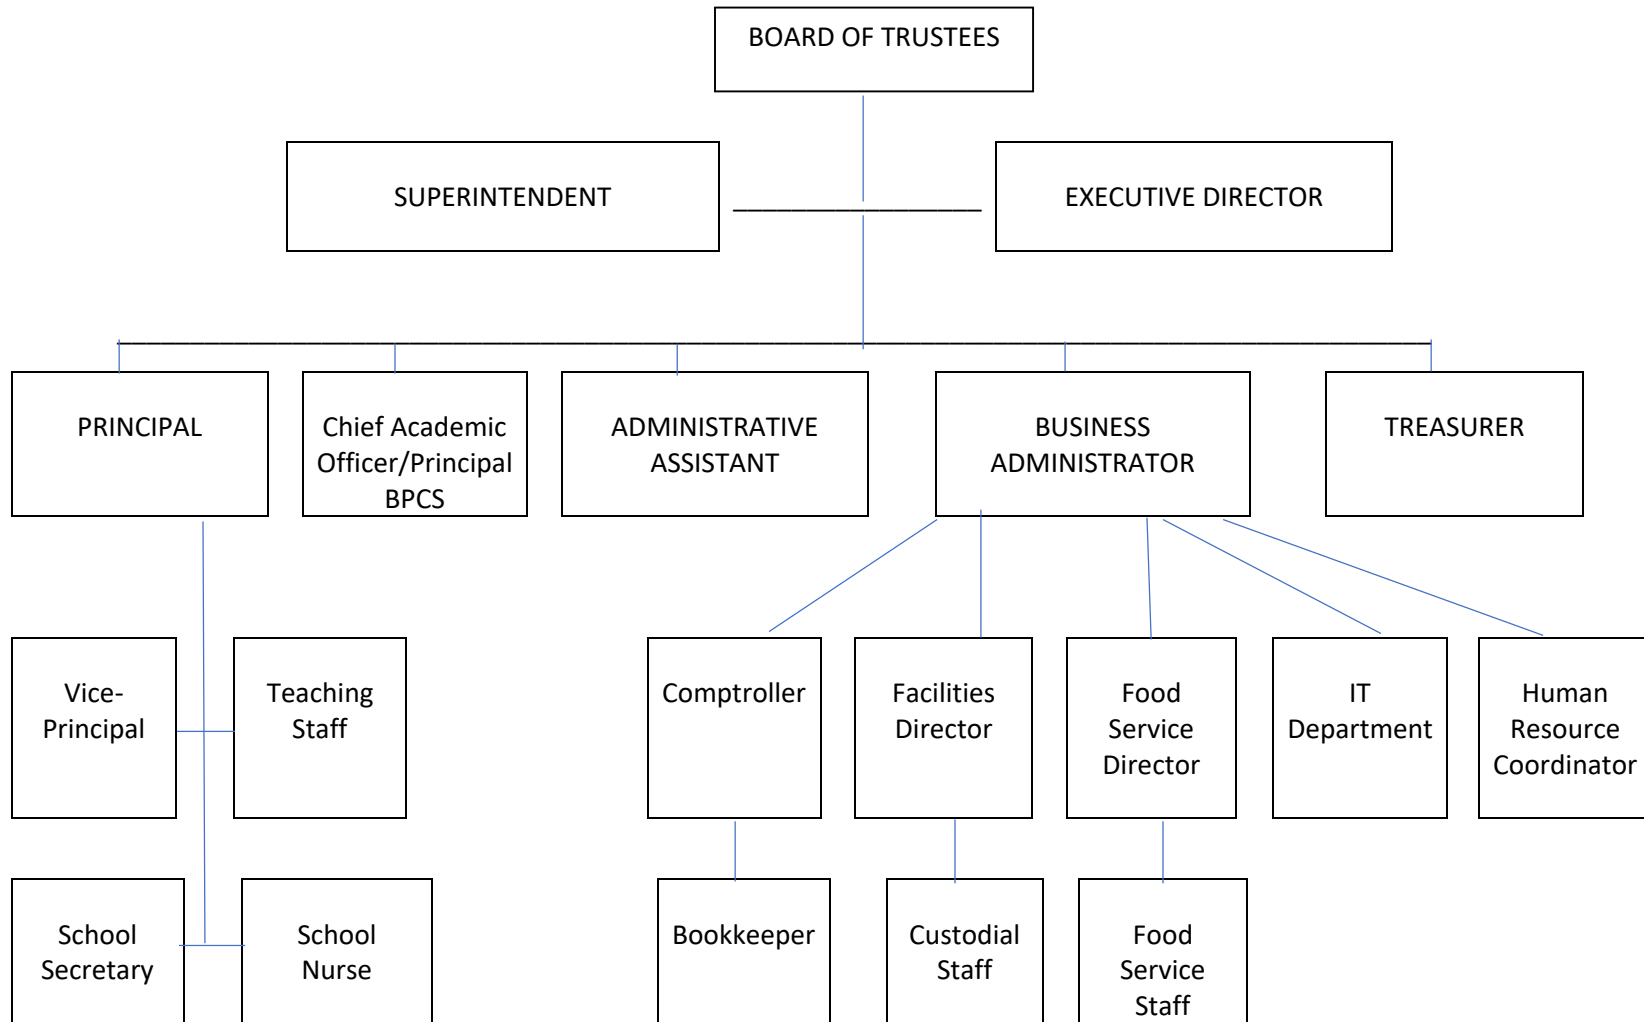 BOARD OF TRUSTEES
SUPERINTENDENT
EXECUTIVE DIRECTOR
PRINCIPAL
Chief Academic
Officer/Principal
BPCS
ADMINISTRATIVE
ASSISTANT
BUSINESS
ADMINISTRATOR
TREASURER
Vice-
Principal
Teaching
Staff
Comptroller
Facilities
Director
Food
Service
Director
IT
Department
Human
Resource
Coordinator
School
Secretary
School
Nurse
Bookkeeper
Custodial
Staff
Food
Service
Staff